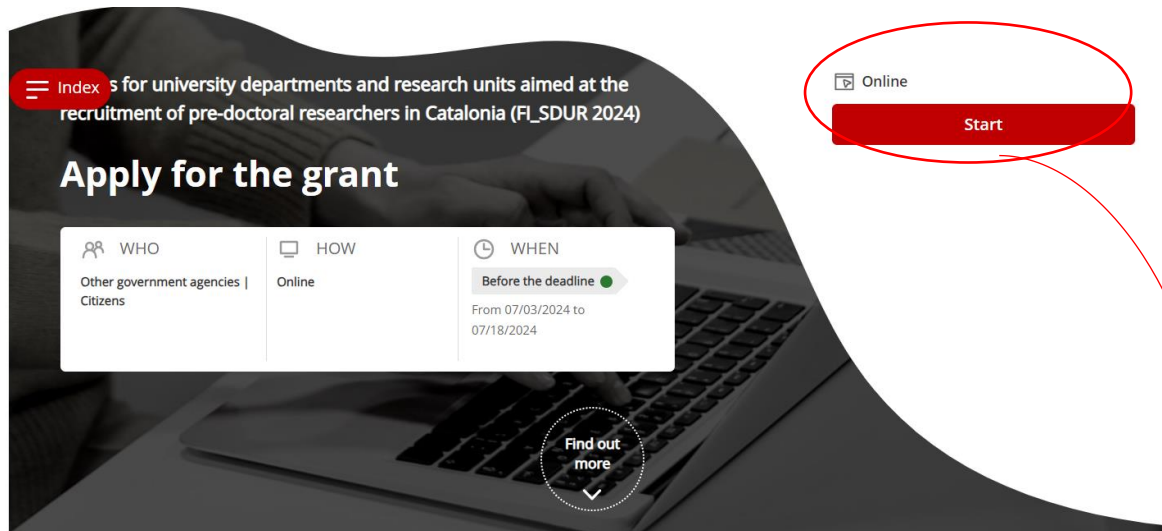 Index
s for university departments and research units aimed at the
recruitment of pre-doctoral researchers in Catalonia (FI_SDUR 2024)
Apply for the grant
WHO
Other government agencies |
Citizens
HOW
Online
WHEN
Before the deadline
From 07/03/2024 to
07/18/2024
Find out
more
Online
Start